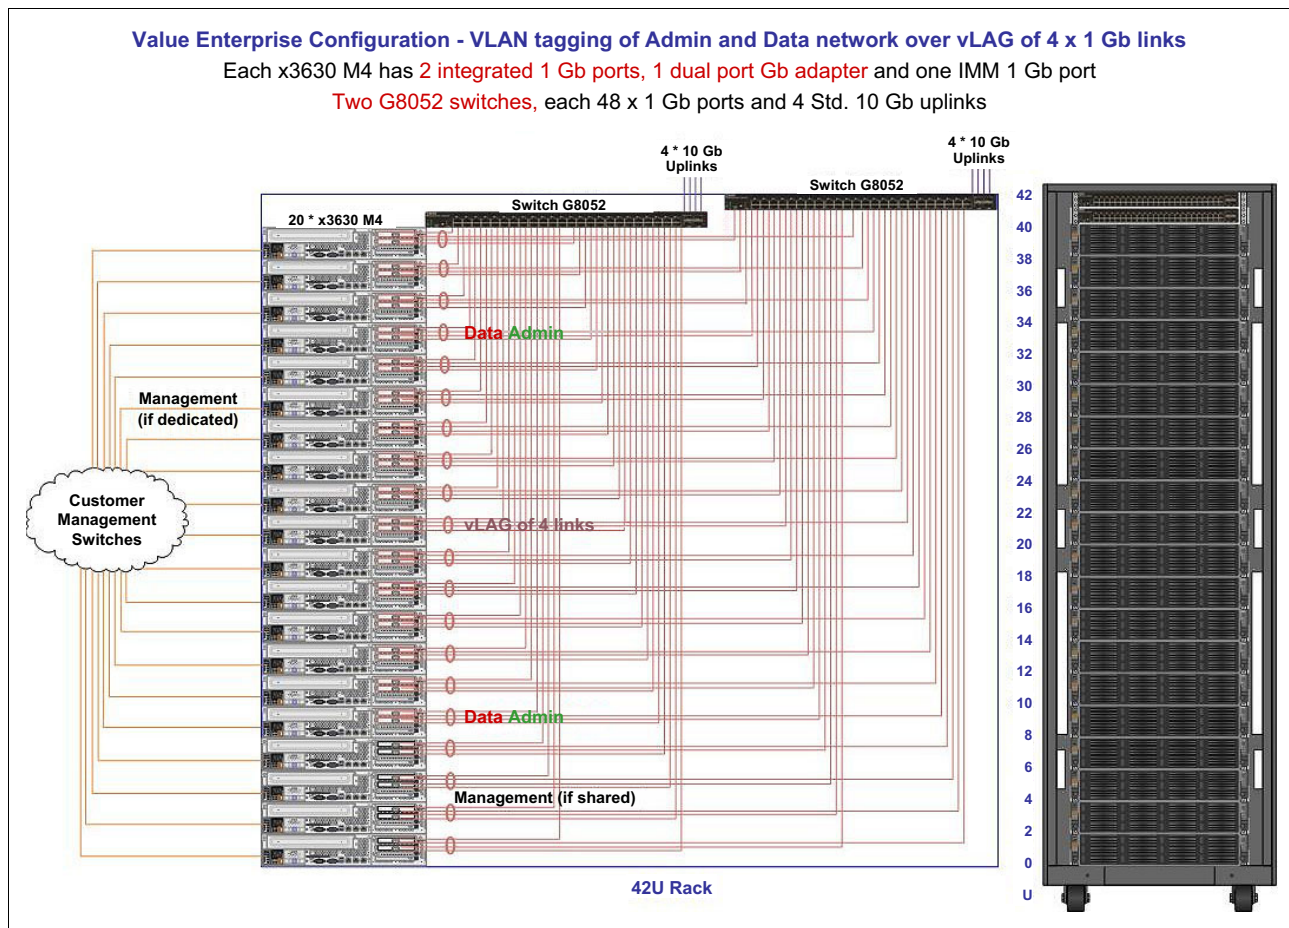 Value Enterprise Configuration - VLAN tagging of Admin and Data network over vLAG of 4 x 1 Gb links
Each x3630 M4 has 2 integrated 1 Gb ports, 1 dual port Gb adapter and one IMM 1 Gb port
Two G8052 switches, each 48 x 1 Gb ports and 4 Std. 10 Gb uplinks
4 * 10 Gb
Uplinks
4 * 10 Gb
Uplinks
Switch G8052
Switch G8052
20 * x3630 M4
Data Admin
Management
(if dedicated)
Customer
Management
Switches
vLAG of 4 links
Data Admin
Management (if shared)
42U Rack
42
40
38
36
34
32
30
28
26
24
22
20
18
16
14
12
10
8
6
4
2
0
U